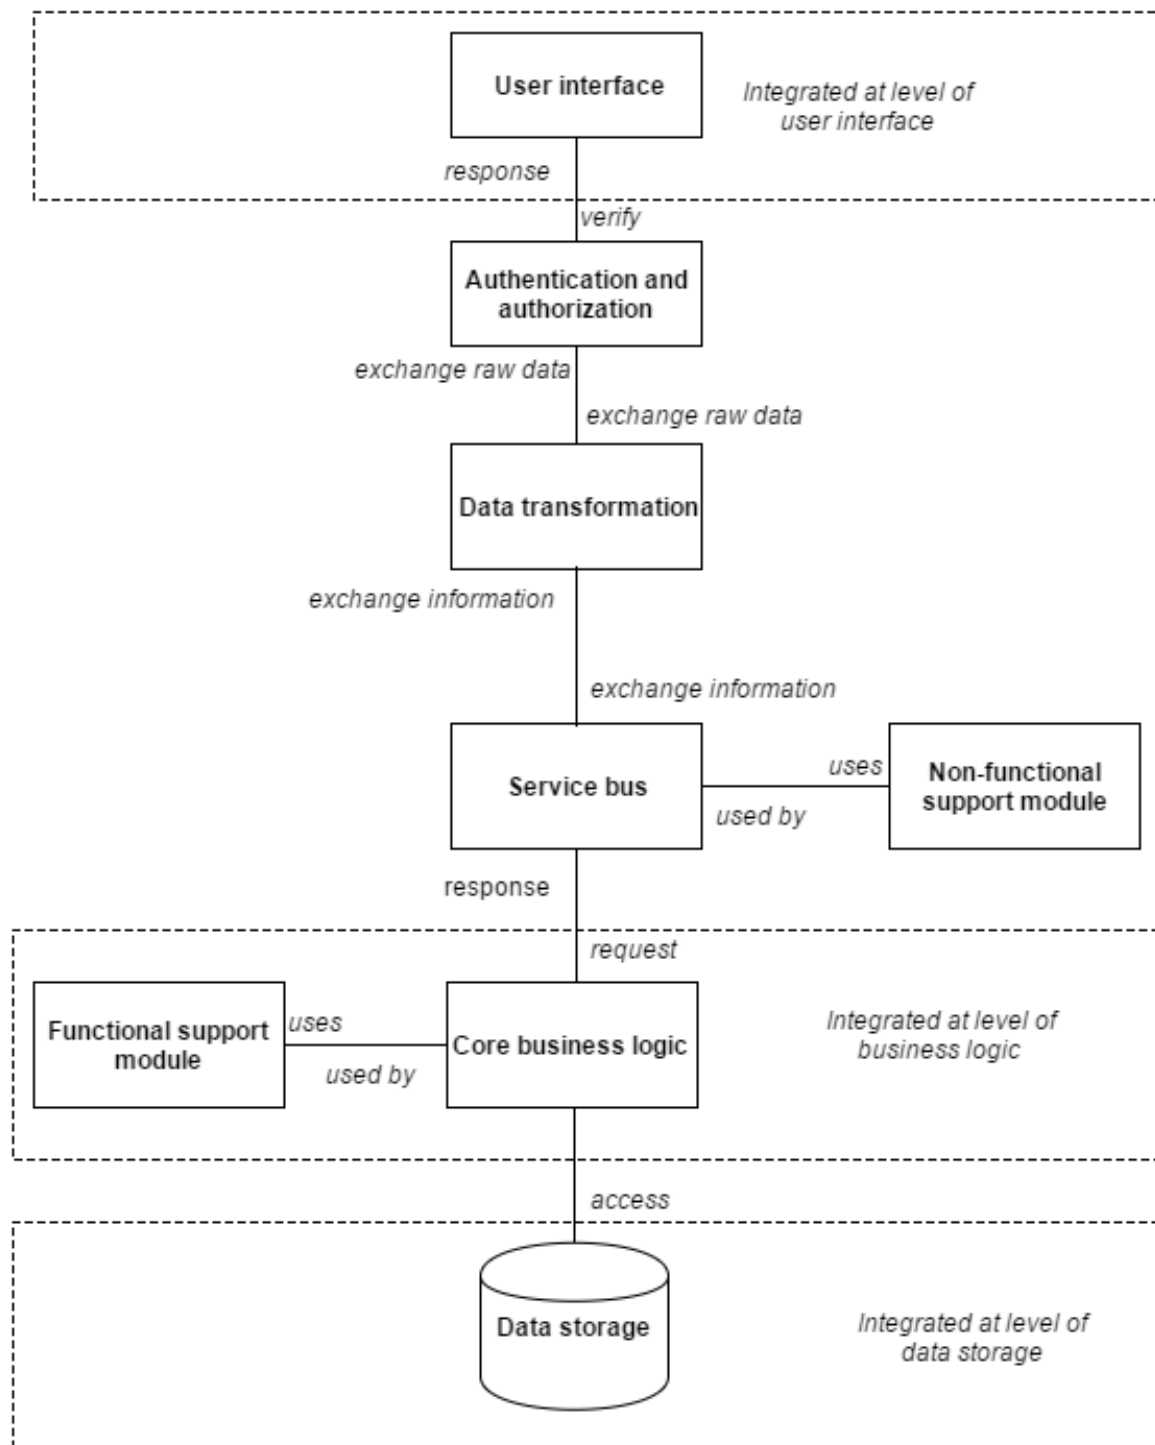 User interface
Integrated at level of
user interface
response
verify
Authentication and
authorization
exchange raw data
exchange raw data
Data transformation
exchange information
exchange information
Service bus
uses
used by
Non-functional
support module
response
request
Functional support
module
uses
used by
Core business logic
Integrated at level of
business logic
access
Data storage
Integrated at level of
data storage